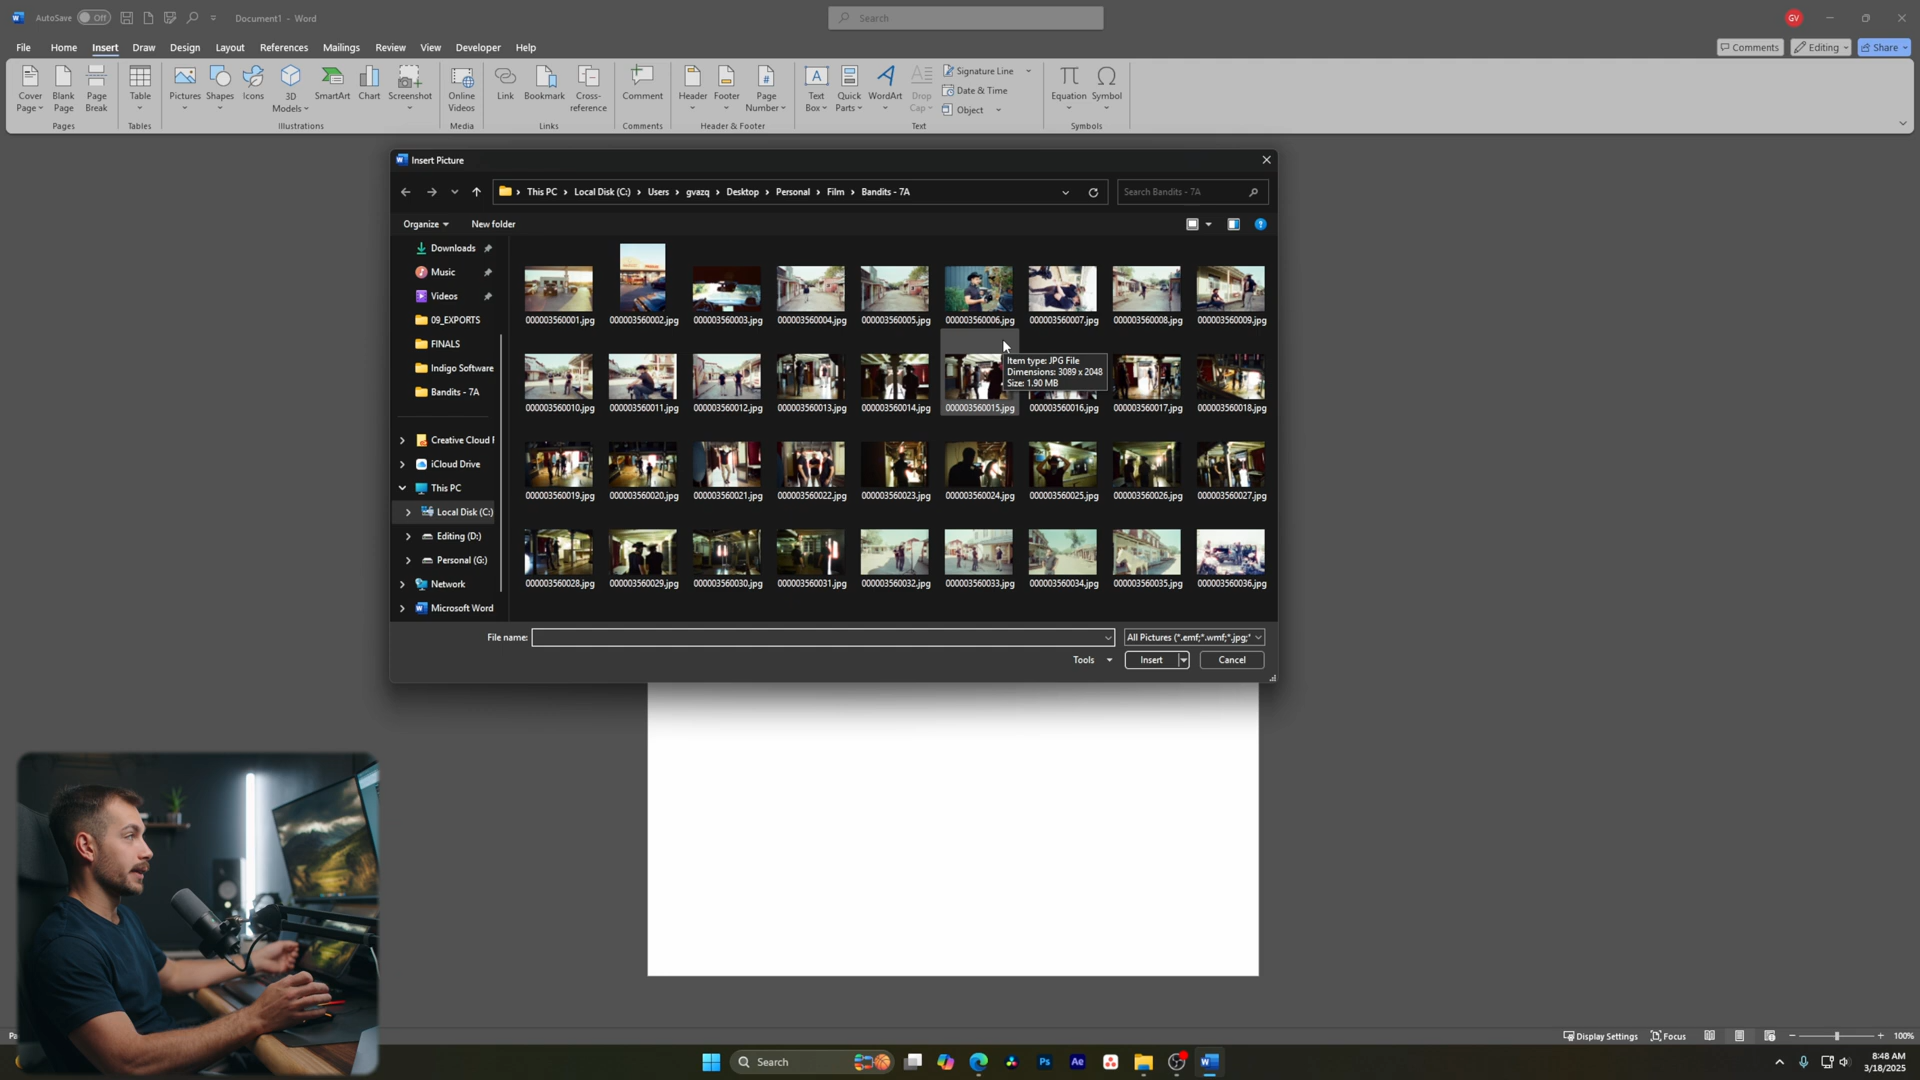 AutoSave Off Document1 - Word Search GV
File Home Insert Draw Design Layout References Mailings Review View Developer Help Comments Editing Share
Cover Page Blank Page Page Break Table Pictures Shapes Icons 3D Models SmartArt Chart Screenshot Online Videos Link Bookmark Cross-reference Comment Header Footer Page Number Text Box Quick Parts WordArt Drop Cap Signature Line Date & Time Object Equation Symbol
Pages Tables Illustrations Media Links Comments Header & Footer Text Symbols
Insert Picture
This PC Local Disk (C:) Users gvazq Desktop Personal Film Bandits - 7A Search Bandits - 7A
Organize New folder
Downloads
Music
Videos
09_EXPORTS
FINALS
Indigo Software
Bandits - 7A
Creative Cloud F
iCloud Drive
This PC
Local Disk (C:)
Editing (D:)
Personal (G:)
Network
Microsoft Word
000003560001.jpg 000003560002.jpg 000003560003.jpg 000003560004.jpg 000003560005.jpg 000003560006.jpg 000003560007.jpg 000003560008.jpg 000003560009.jpg
Item type: JPG File
Dimensions: 3089 x 2048
Size: 1.90 MB
000003560010.jpg 000003560011.jpg 000003560012.jpg 000003560013.jpg 000003560014.jpg 000003560015.jpg 000003560016.jpg 000003560017.jpg 000003560018.jpg
000003560019.jpg 000003560020.jpg 000003560021.jpg 000003560022.jpg 000003560023.jpg 000003560024.jpg 000003560025.jpg 000003560026.jpg 000003560027.jpg
000003560028.jpg 000003560029.jpg 000003560030.jpg 000003560031.jpg 000003560032.jpg 000003560033.jpg 000003560034.jpg 000003560035.jpg 000003560036.jpg
File name: All Pictures (*.emf;*.wmf;*.jpg;*
Tools Insert Cancel
Pa Display Settings Focus 100%
Search Ps Ae 8:48 AM
3/18/2025